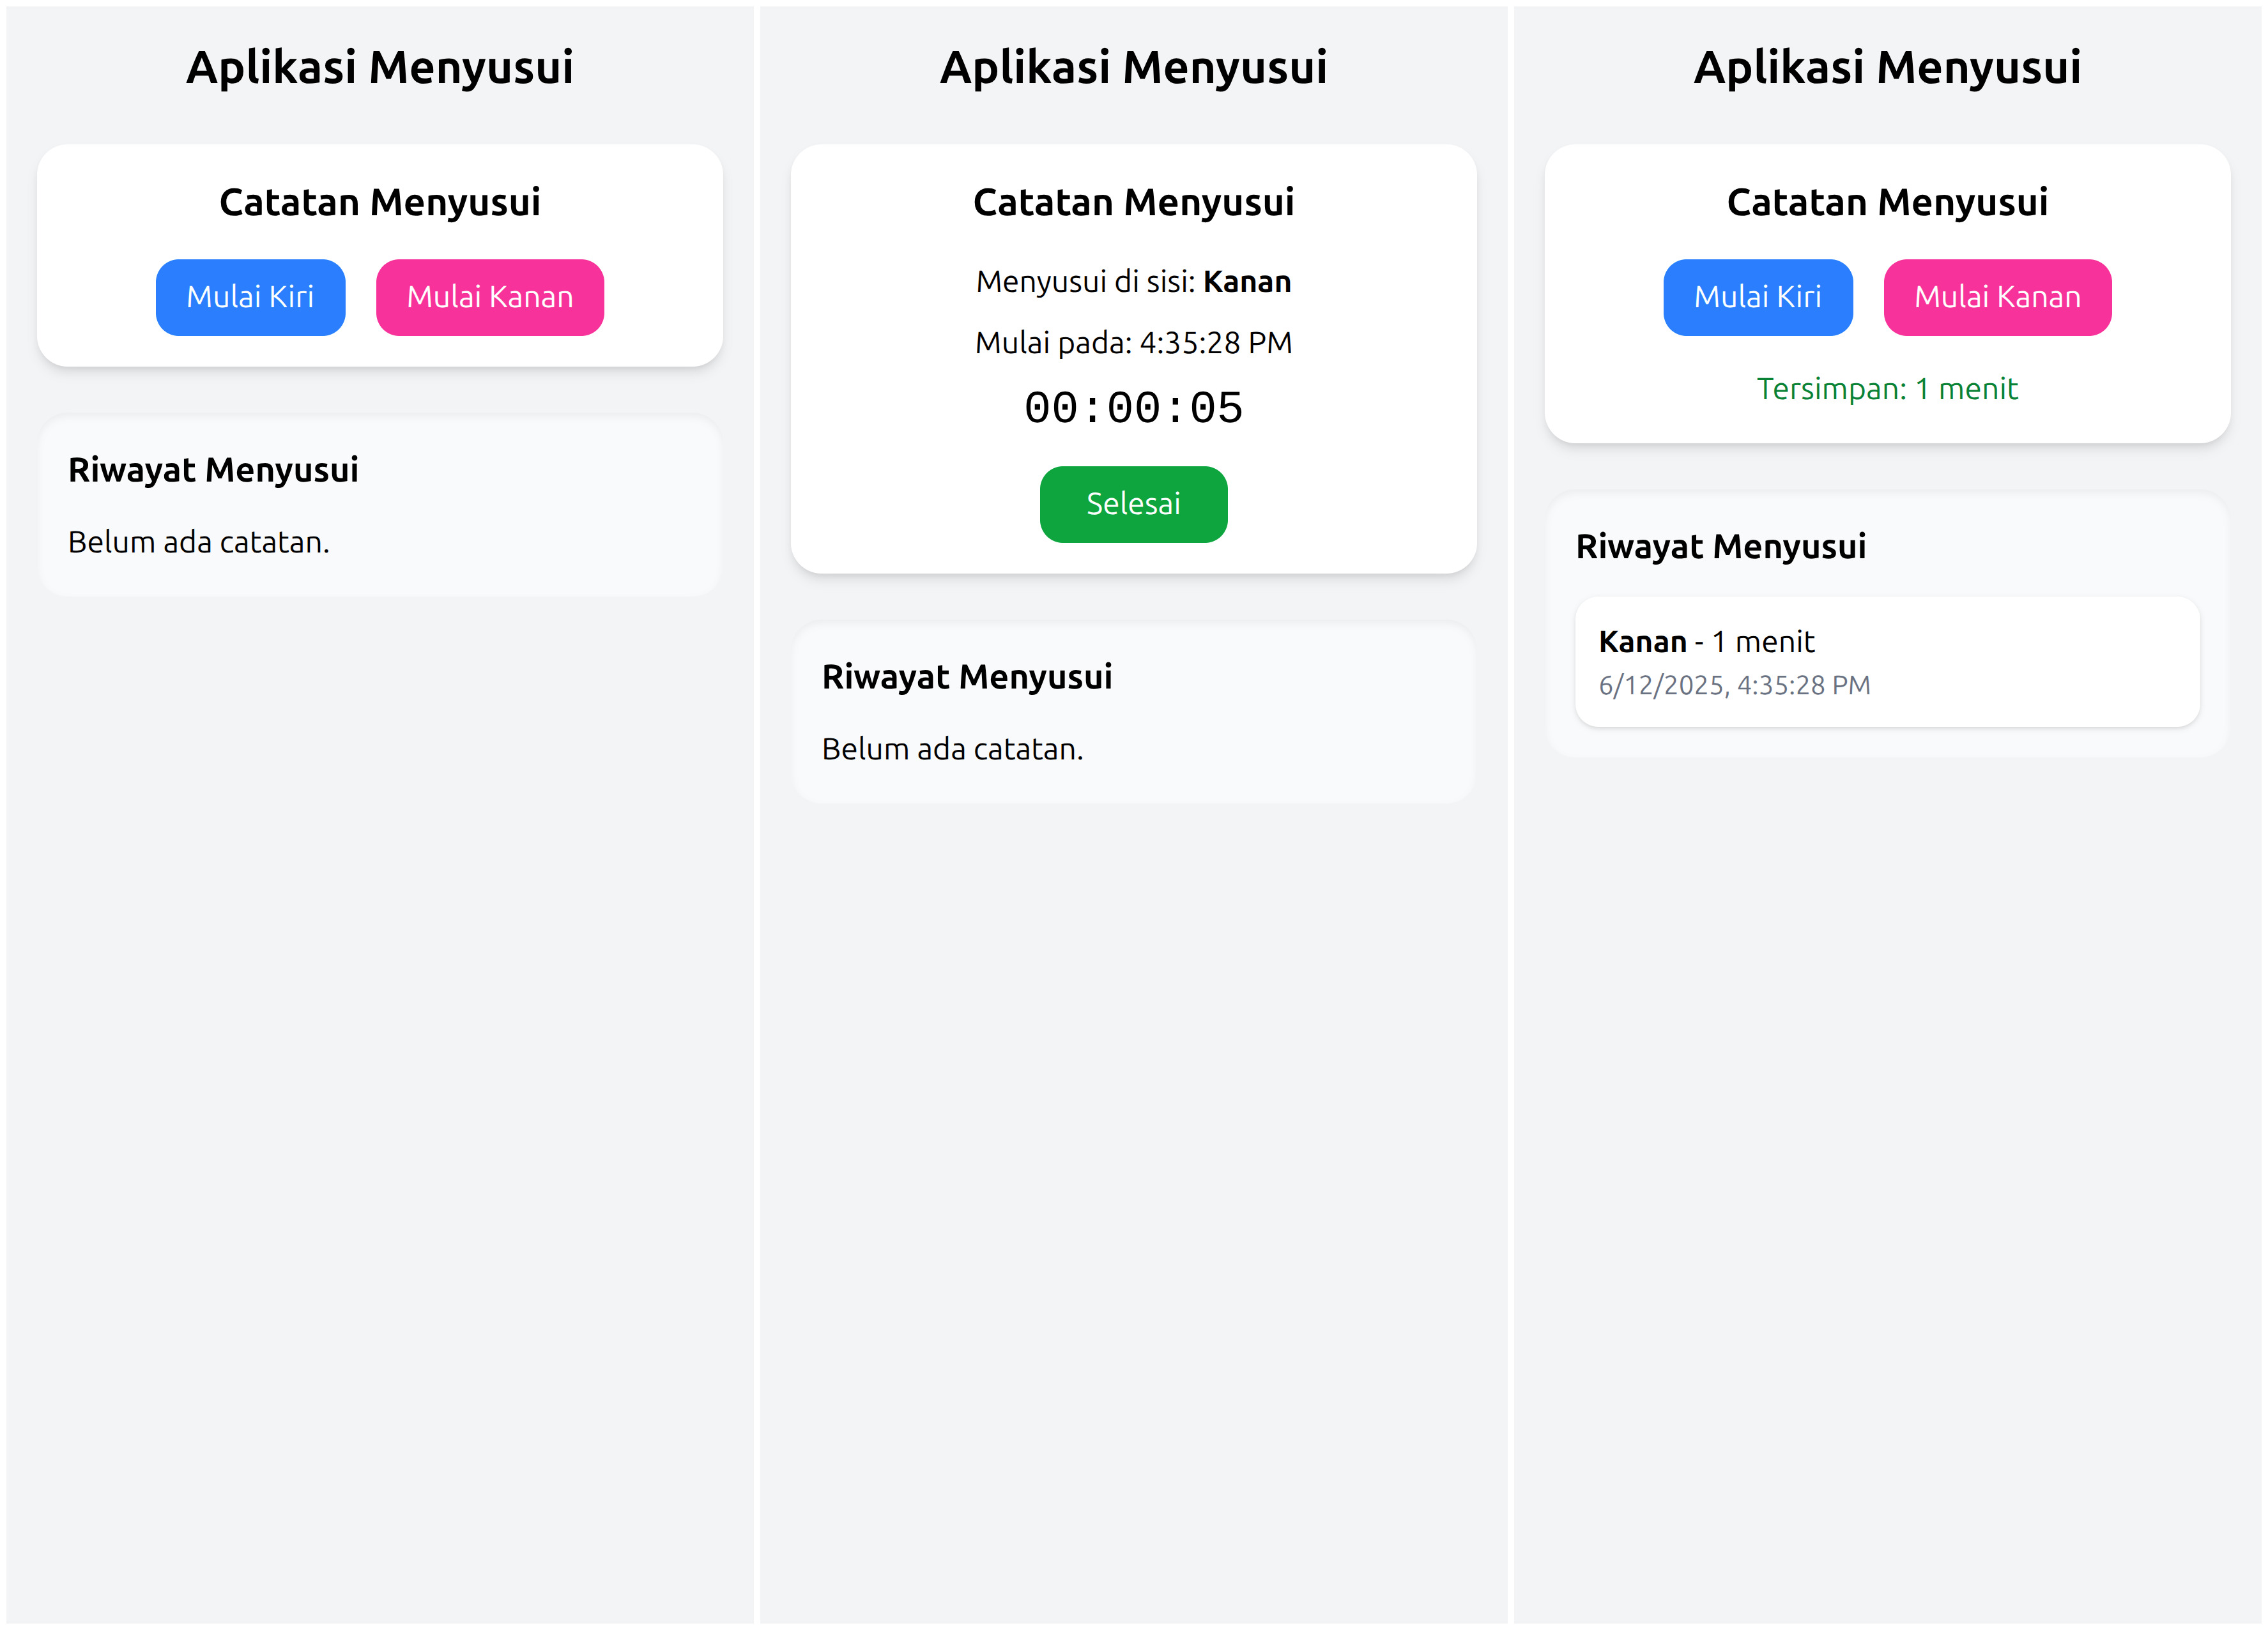 Aplikasi Menyusui
Catatan Menyusui
Mulai Kiri
Mulai Kanan
Riwayat Menyusui
Belum ada catatan.
Aplikasi Menyusui
Catatan Menyusui
Menyusui di sisi: Kanan
Mulai pada: 4:35:28 PM
00:00:05
Selesai
Riwayat Menyusui
Belum ada catatan.
Aplikasi Menyusui
Catatan Menyusui
Mulai Kiri
Mulai Kanan
Tersimpan: 1 menit
Riwayat Menyusui
Kanan - 1 menit
6/12/2025, 4:35:28 PM